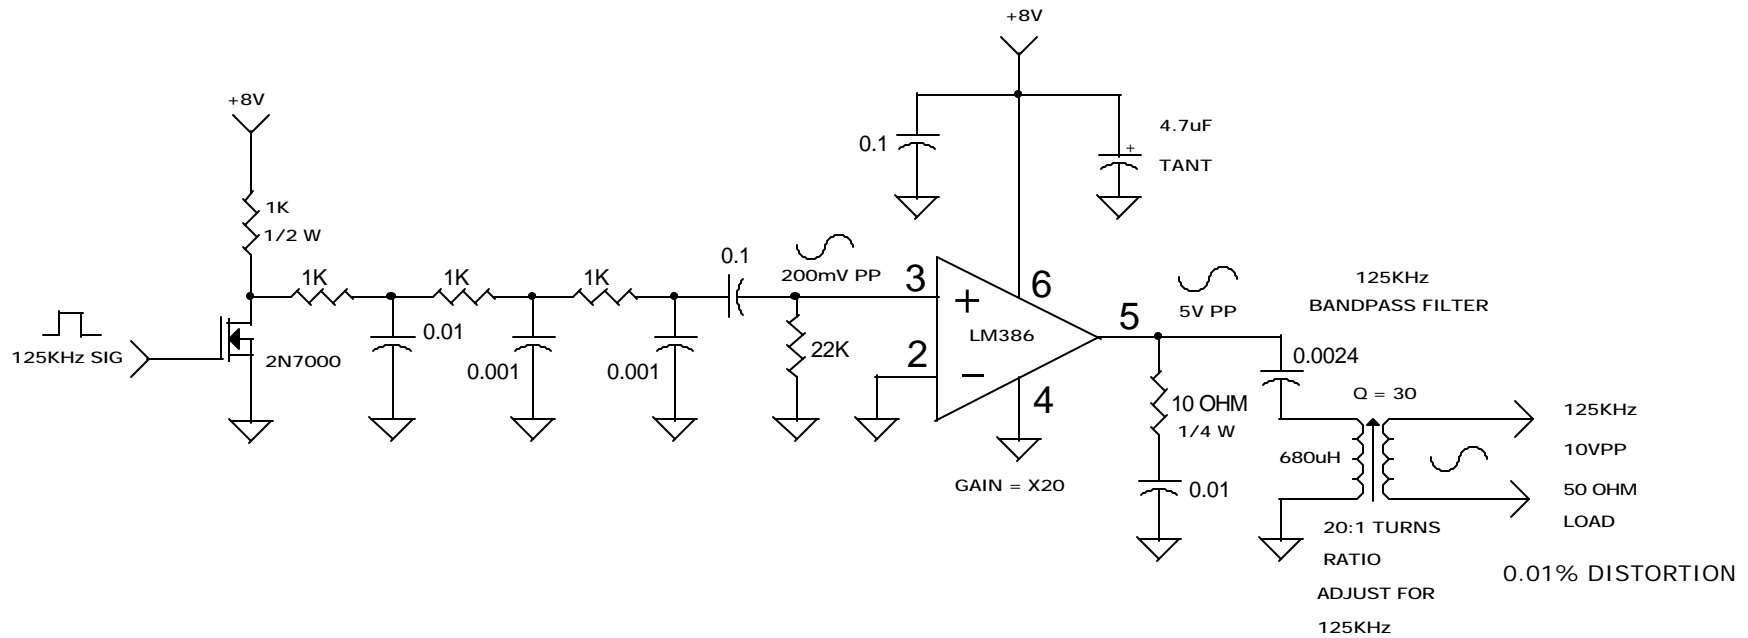 +8V
+8V
0.1
4.7uF
+
TANT
1K
1/2 W
1K
1K
1K
0.1
200mV PP
3
+
6
LM386
5
5V PP
125KHz
BANDPASS FILTER
125KHz SIG
2N7000
0.01
0.001
0.001
22K
2
−
4
GAIN = X20
10 OHM
1/4 W
0.01
0.0024
Q = 30
680uH
125KHz
10VPP
50 OHM
LOAD
20:1 TURNS
RATIO
ADJUST FOR
125KHz
0.01% DISTORTION